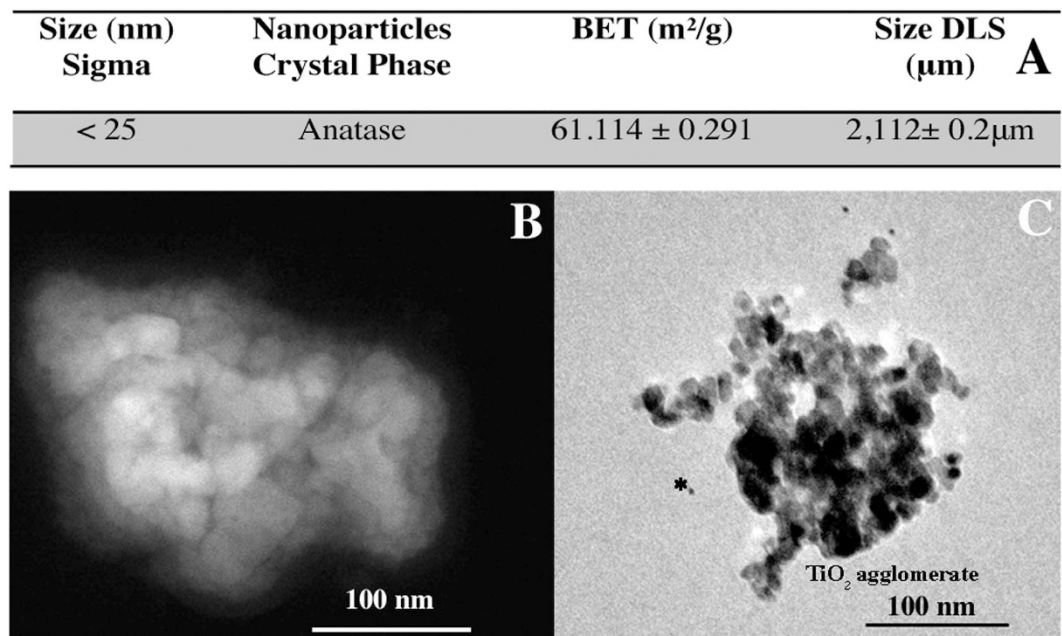 Size (nm) Nanoparticles BET (m²/g) Size DLS
Sigma Crystal Phase (μm) A
< 25 Anatase 61.114 ± 0.291 2,112± 0.2μm
B
C
*
TiO₂ agglomerate
100 nm
100 nm